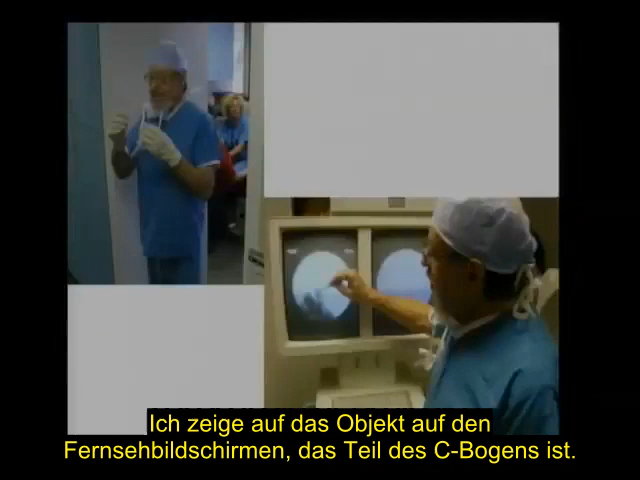 Ich zeige auf das Objekt auf den
Fernsehbildschirmen, das Teil des C-Bogens ist.